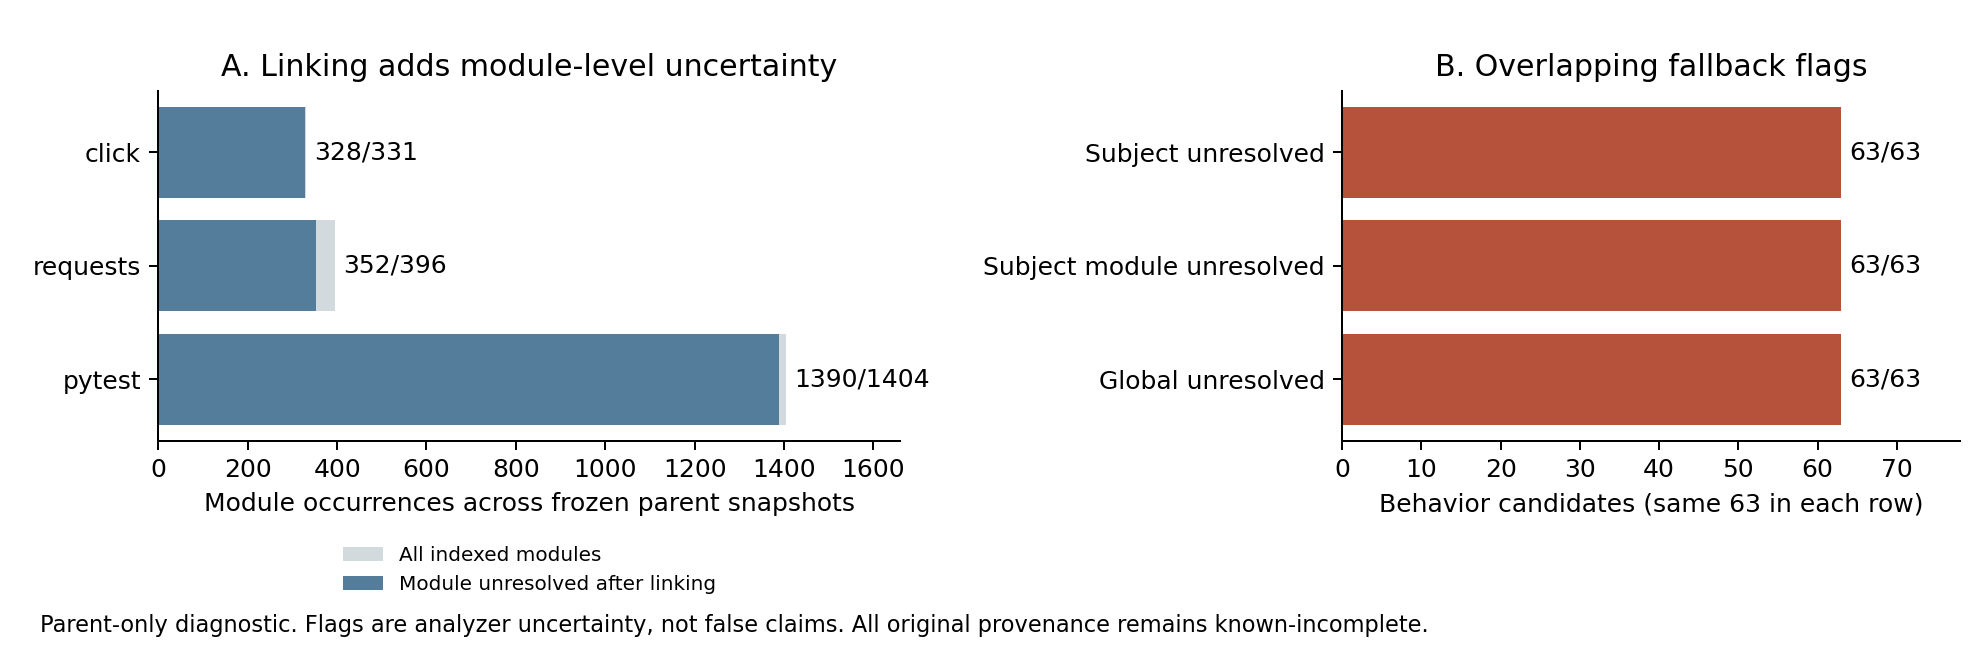 A. Linking adds module-level uncertainty
click
328/331
requests
352/396
pytest
1390/1404
0 200 400 600 800 1000 1200 1400 1600
Module occurrences across frozen parent snapshots
All indexed modules
Module unresolved after linking
B. Overlapping fallback flags
Subject unresolved
63/63
Subject module unresolved
63/63
Global unresolved
63/63
0 10 20 30 40 50 60 70
Behavior candidates (same 63 in each row)
Parent-only diagnostic. Flags are analyzer uncertainty, not false claims. All original provenance remains known-incomplete.